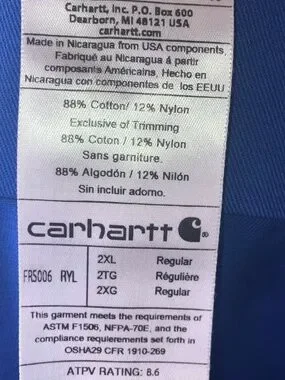 Carhartt, Inc. P.O. Box 600
Dearborn, MI 48121 USA
carhartt.com
Made in Nicaragua from USA components
Fabriqué au Nicaragua á partir
composants Américains, Hecho en
Nicaragua con componentes de los EEUU
88% Cotton/ 12% Nylon
Exclusive of Trimming
88% Coton / 12% Nylon
Sans garniture.
88% Algodón / 12% Nilón
Sin incluir adorno.
carhartt
FRS006 RYL
2XL Regular
2TG Régulière
2XG Regular
This garment meets the requirements of
ASTM F1506, NFPA-70E, and the
compliance requierements set forth in
OSHA29 CFR 1910-269
ATPV RATING: 8.6